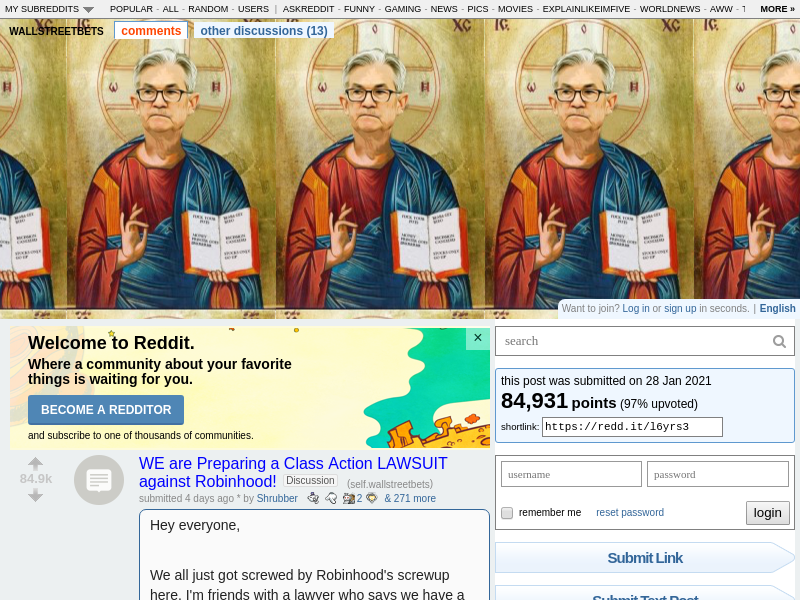 MY SUBREDDITS POPULAR - ALL - RANDOM - USERS | ASKREDDIT - FUNNY - GAMING - NEWS - PICS - MOVIES - EXPLAINLIKEIMFIVE - WORLDNEWS - AWW - MORE »
WALLSTREETBETS comments other discussions (13)
Want to join? Log in or sign up in seconds. | English
Welcome to Reddit.
Where a community about your favorite
things is waiting for you.
BECOME A REDDITOR
and subscribe to one of thousands of communities.
×
search
this post was submitted on 28 Jan 2021
84,931 points (97% upvoted)
shortlink: https://redd.it/l6yrs3
84.9k
WE are Preparing a Class Action LAWSUIT
against Robinhood! Discussion (self.wallstreetbets)
submitted 4 days ago * by Shrubber 2 & 271 more
Hey everyone,
We all just got screwed by Robinhood's screwup
here. I'm friends with a lawyer who says we have a
username password
remember me reset password login
Submit Link
Submit Text Post